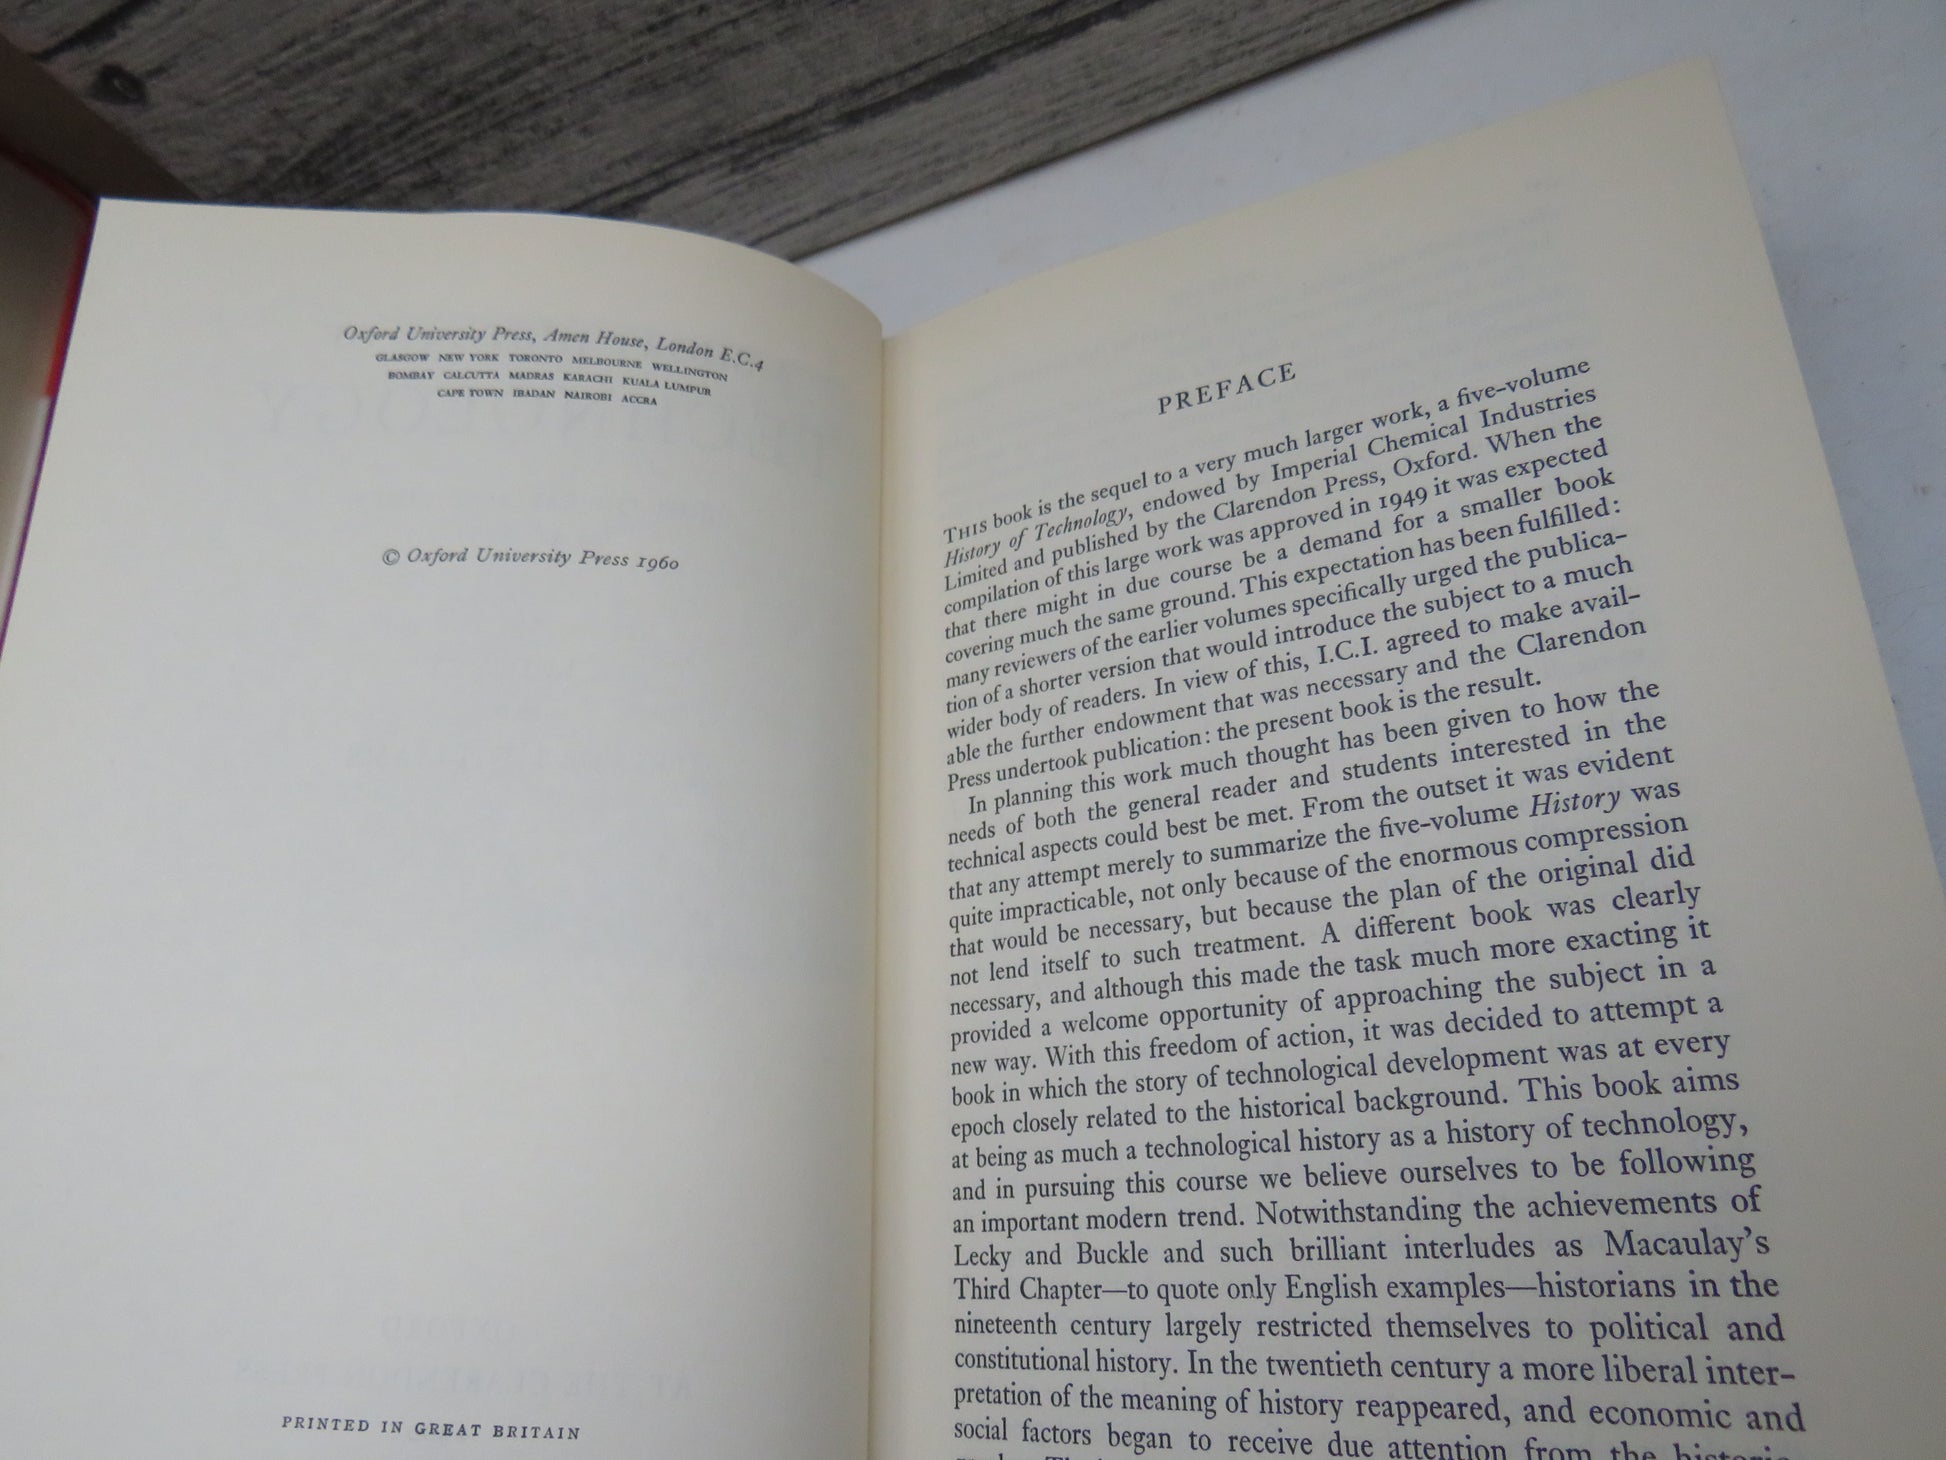 Oxford University Press, Amen House, London E.C.4
GLASGOW NEW YORK TORONTO MELBOURNE WELLINGTON
BOMBAY CALCUTTA MADRAS KARACHI KUALA LUMPUR
CAPE TOWN IBADAN NAIROBI ACCRA
© Oxford University Press 1960
PRINTED IN GREAT BRITAIN
PREFACE
THIS book is the sequel to a very much larger work, a five-volume
History of Technology, endowed by Imperial Chemical Industries
Limited and published by the Clarendon Press, Oxford. When the
compilation of this large work was approved in 1949 it was expected
that there might in due course be a demand for a smaller book
covering much the same ground. This expectation has been fulfilled:
many reviewers of the earlier volumes specifically urged the publica-
tion of a shorter version that would introduce the subject to a much
wider body of readers. In view of this, I.C.I. agreed to make avail-
able the further endowment that was necessary and the Clarendon
Press undertook publication: the present book is the result.
In planning this work much thought has been given to how the
needs of both the general reader and students interested in the
technical aspects could best be met. From the outset it was evident
that any attempt merely to summarize the five-volume History was
quite impracticable, not only because of the enormous compression
that would be necessary, but because the plan of the original did
not lend itself to such treatment. A different book was clearly
necessary, and although this made the task much more exacting it
provided a welcome opportunity of approaching the subject in a
new way. With this freedom of action, it was decided to attempt a
book in which the story of technological development was at every
epoch closely related to the historical background. This book aims
at being as much a technological history as a history of technology,
and in pursuing this course we believe ourselves to be following
an important modern trend. Notwithstanding the achievements of
Lecky and Buckle and such brilliant interludes as Macaulay's
Third Chapter—to quote only English examples—historians in the
nineteenth century largely restricted themselves to political and
constitutional history. In the twentieth century a more liberal inter-
pretation of the meaning of history reappeared, and economic and
social factors began to receive due attention from the